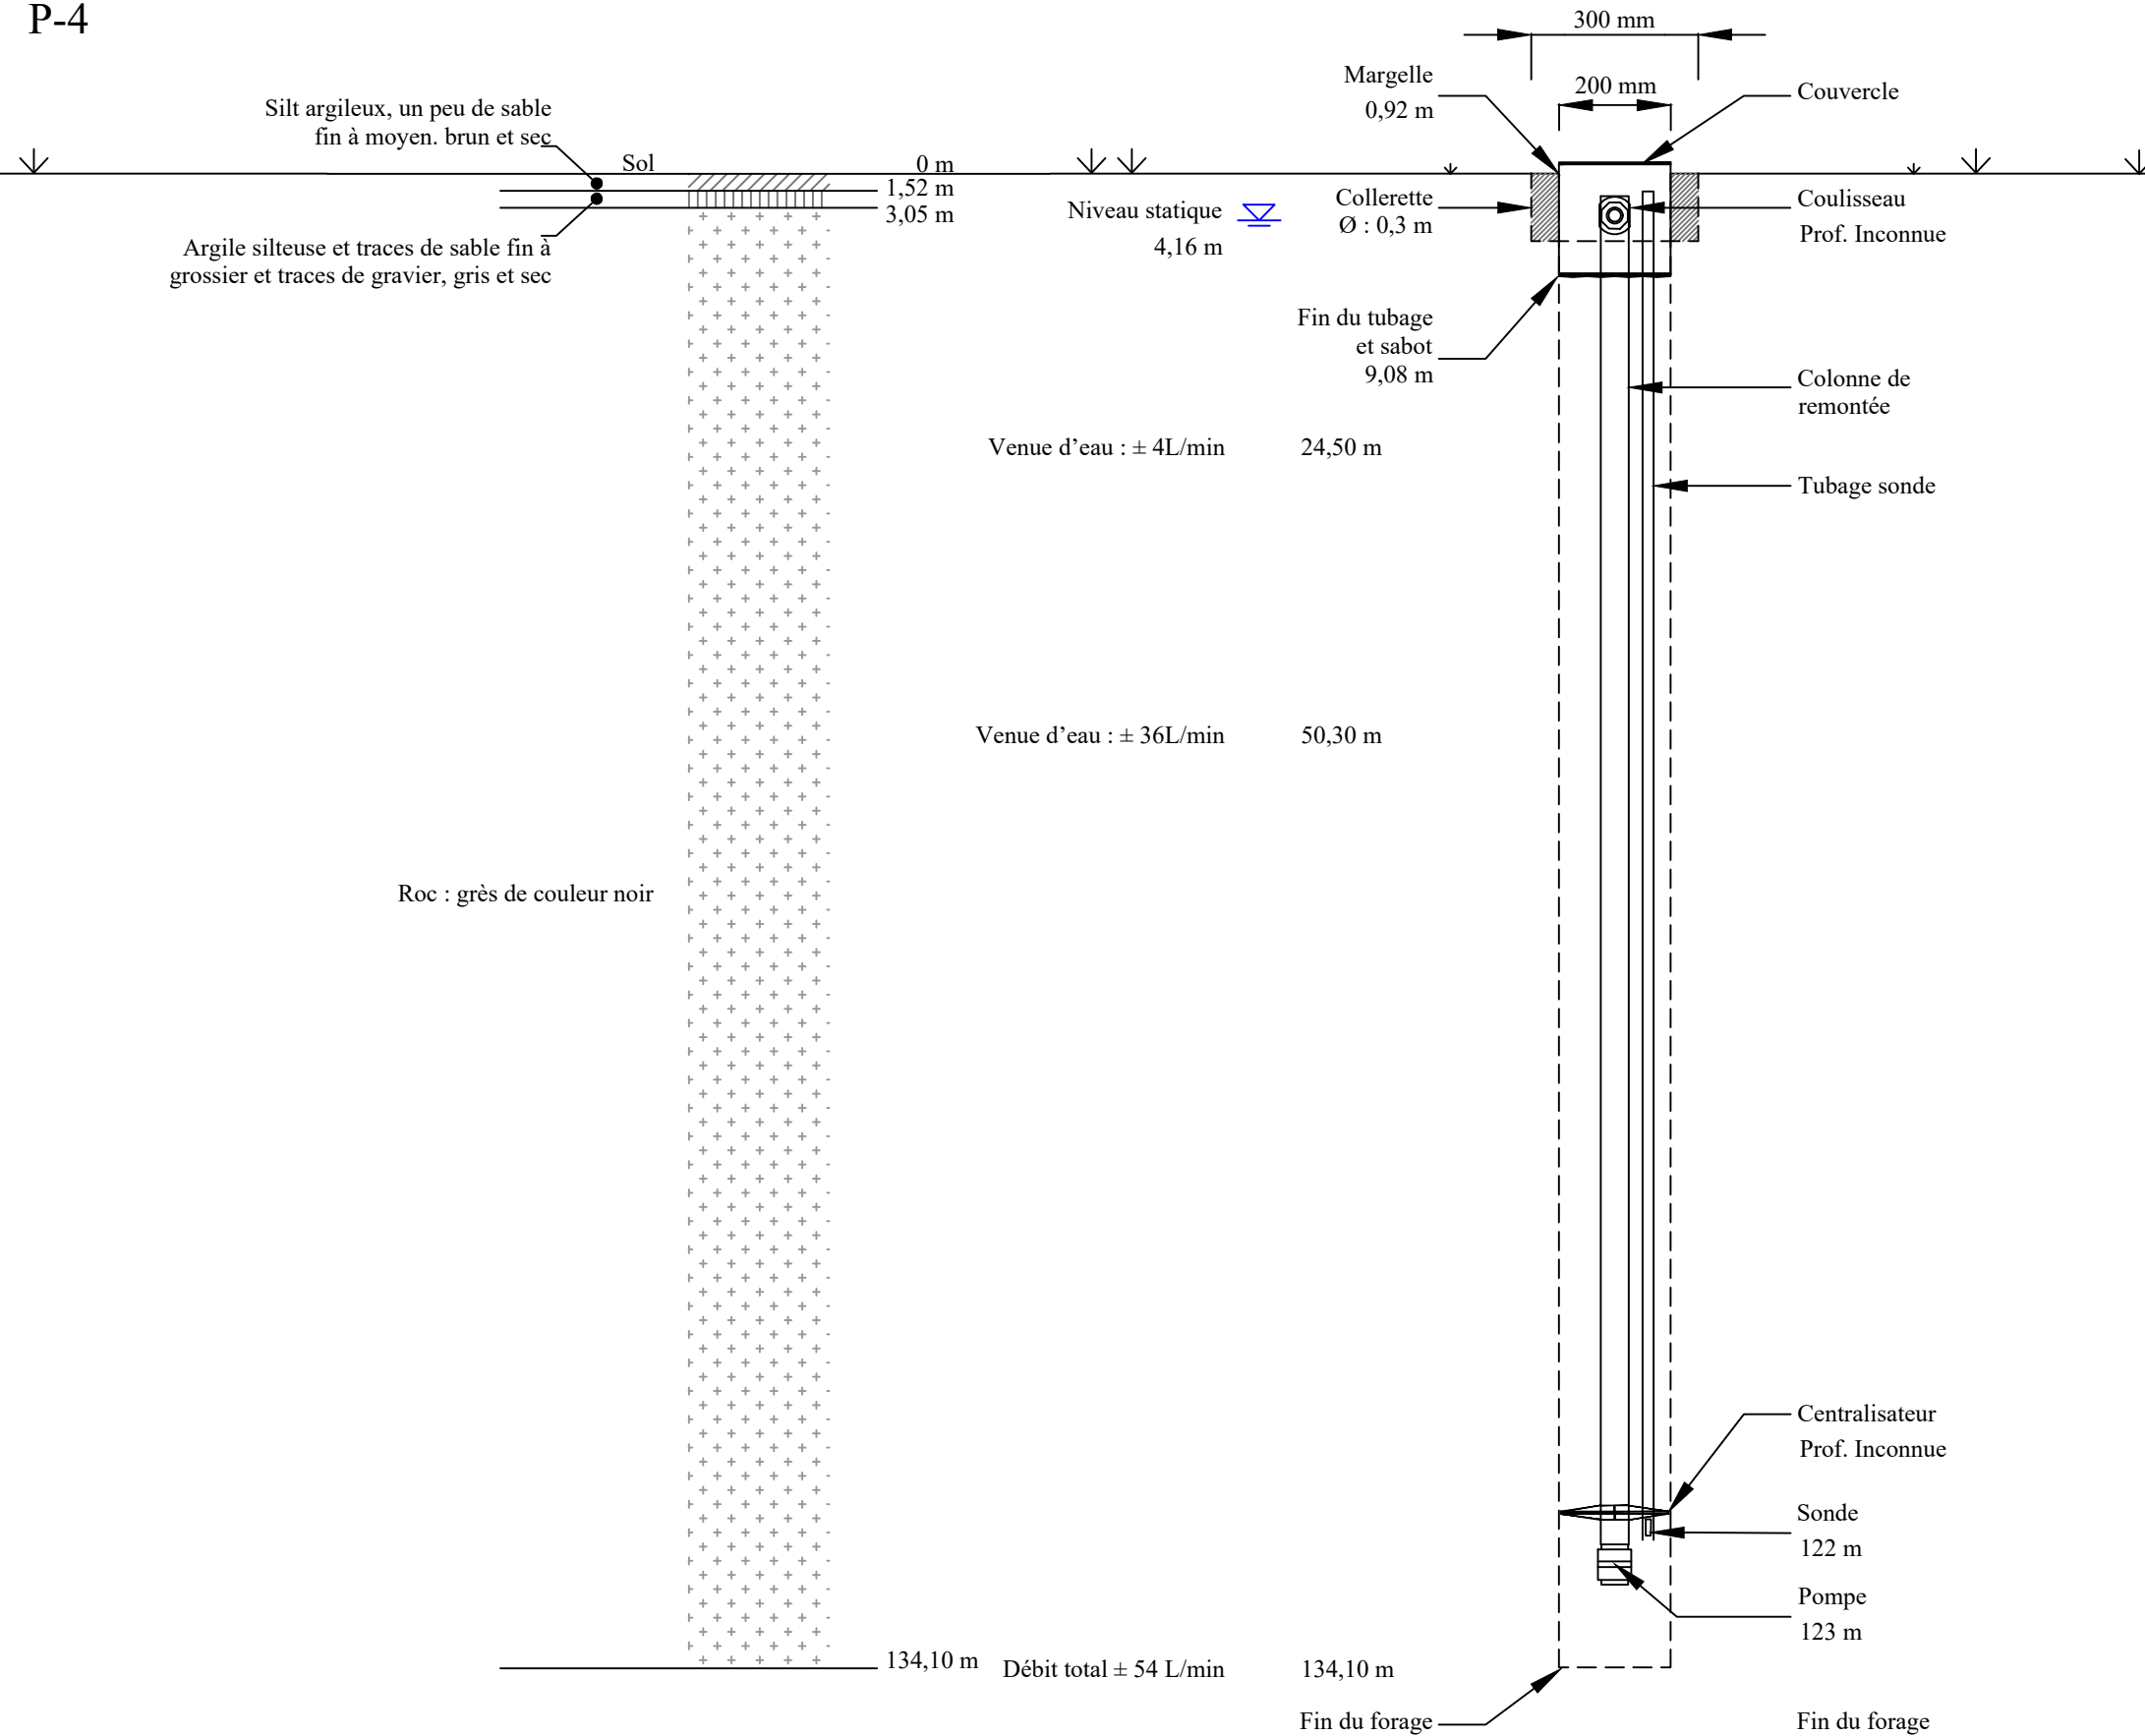 P-4
300 mm
Margelle
0,92 m
200 mm
Couvercle
Silt argileux, un peu de sable
fin à moyen. brun et sec
Sol
0 m
1,52 m
3,05 m
Argile silteuse et traces de sable fin à
grossier et traces de gravier, gris et sec
Niveau statique
4,16 m
Collerette
Ø : 0,3 m
Coulisseau
Prof. Inconnue
Fin du tubage
et sabot
9,08 m
Colonne de
remontée
Venue d’eau : ± 4L/min 24,50 m
Tubage sonde
Venue d’eau : ± 36L/min 50,30 m
Roc : grès de couleur noir
Centralisateur
Prof. Inconnue
Sonde
122 m
Pompe
123 m
134,10 m
Débit total ± 54 L/min 134,10 m
Fin du forage
Fin du forage